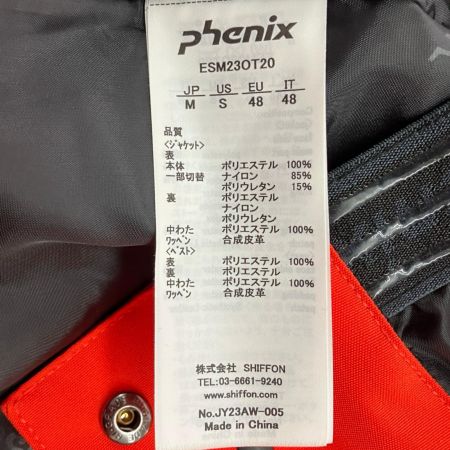 phenix
ESM23OT20
JP US EU IT
M S 48 48
品質
<ジャケット>
表
本体 ポリエステル 100%
一部切替 ナイロン 85%
ポリウレタン 15%
裏 ポリエステル
ナイロン
ポリウレタン
中わた ポリエステル 100%
ワッペン 合成皮革
<ベスト>
表 ポリエステル 100%
裏 ポリエステル
中わた ポリエステル 100%
ワッペン 合成皮革
株式会社 SHIFFON
TEL:03-6661-9240
www.shiffon.com
No.JY23AW-005
Made in China